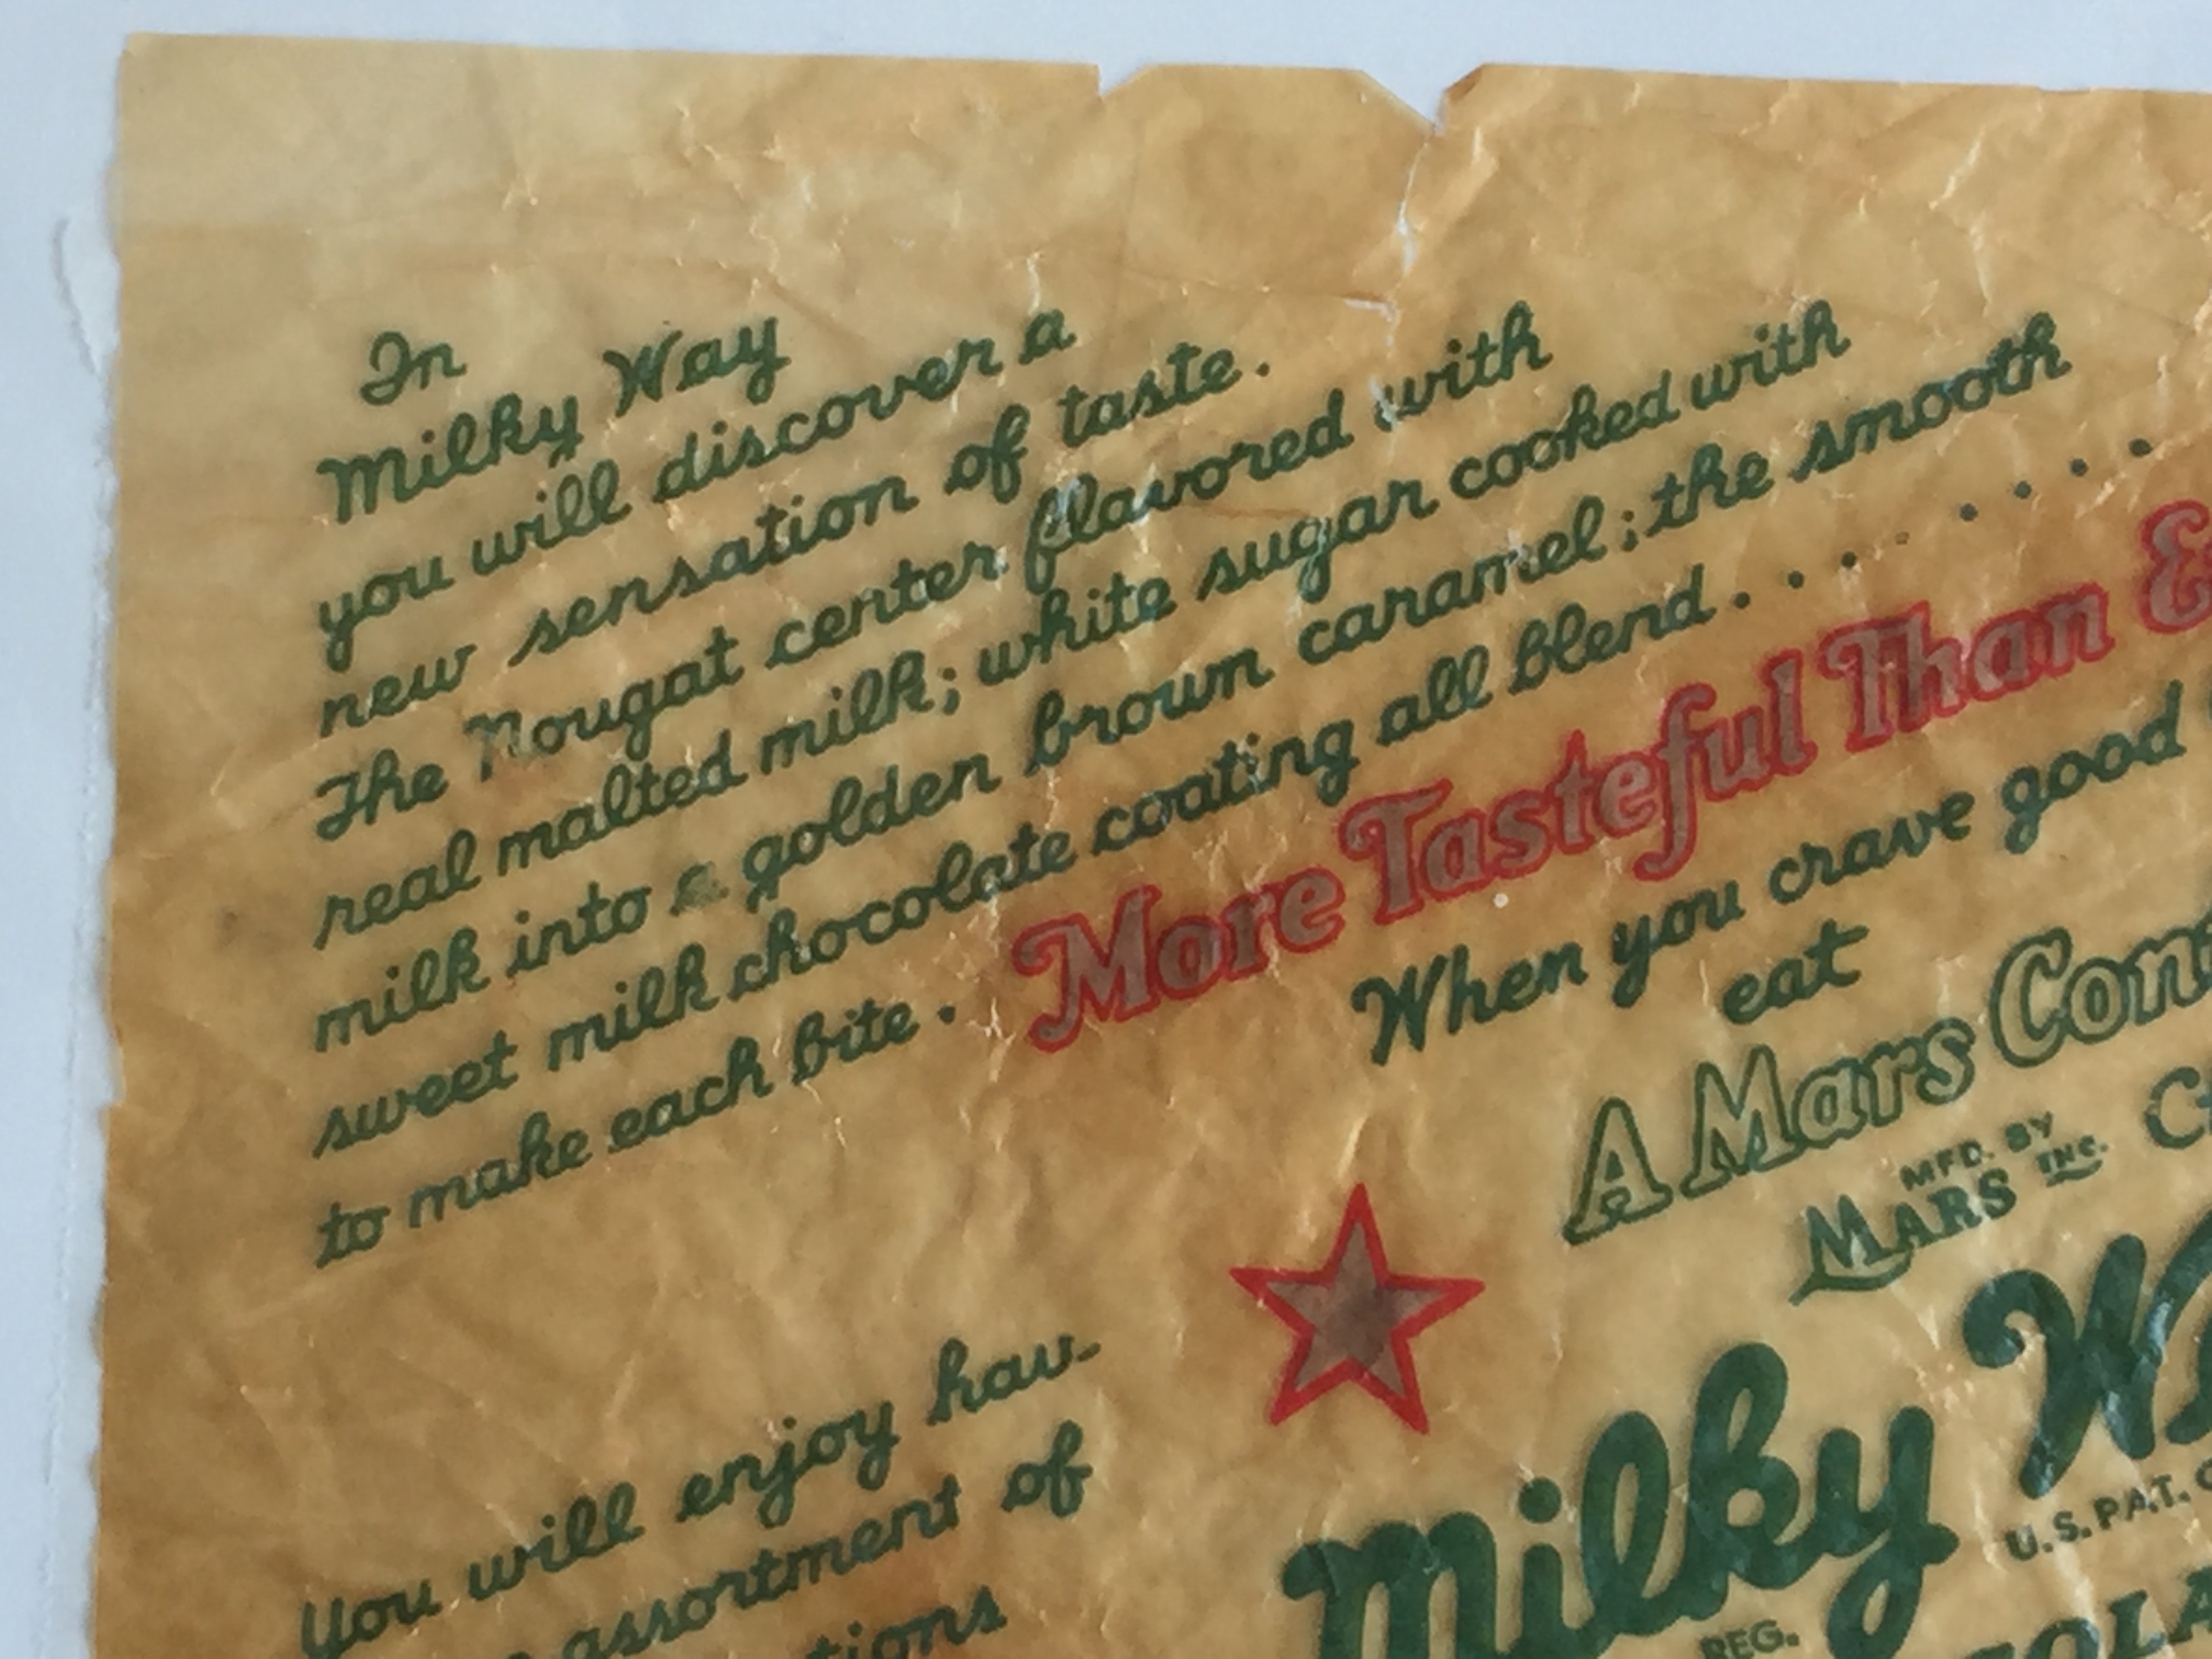 In
Milky Way
you will discover a
new sensation of taste.
The Nougat center flavored with
real malted milk; white sugar cooked with
milk into a golden brown caramel; the smooth
sweet milk chocolate coating all blend . . . . . . . . .
to make each bite. More Tasteful Than
When you crave good
eat
A Mars
MFD. BY
MARS INC.
Milky
U.S. PAT.
REG.
You will enjoy hav-
assortment of